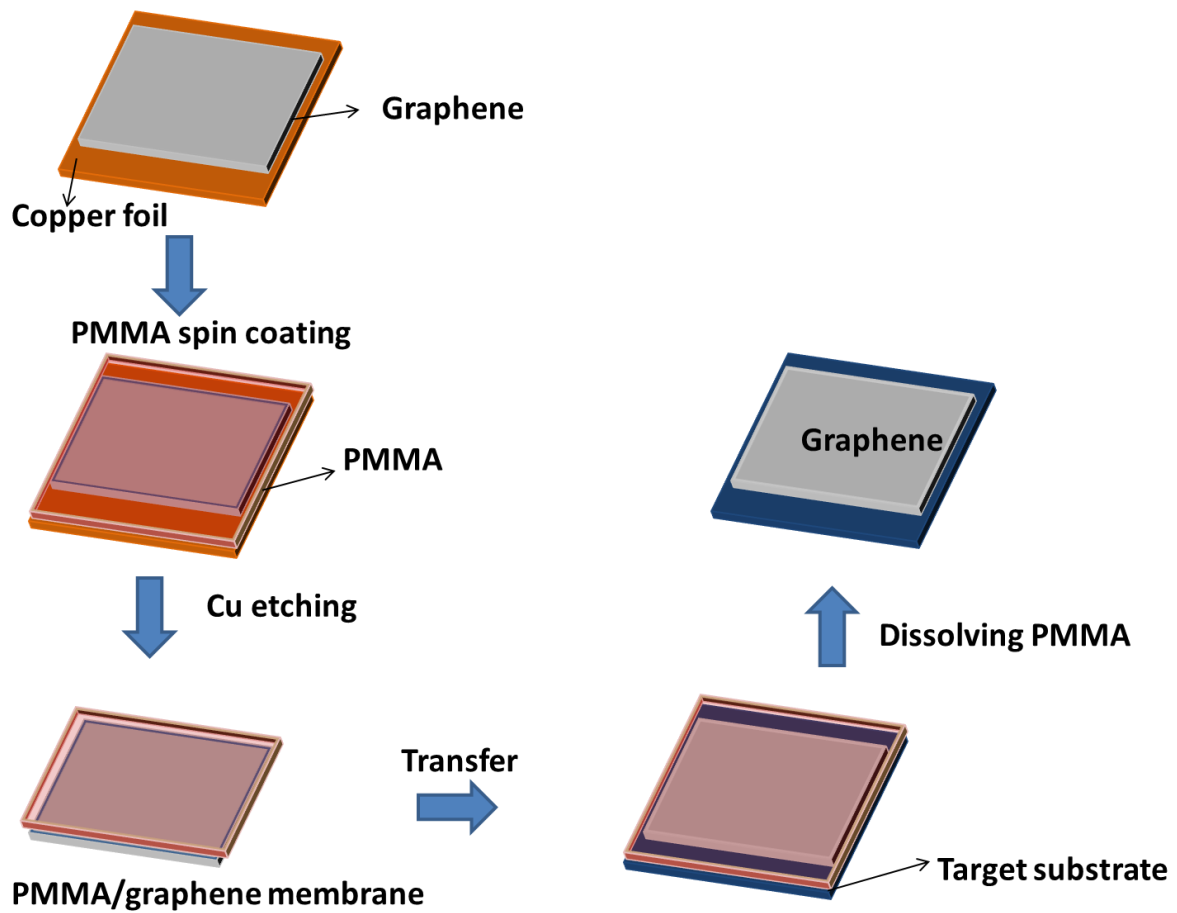 Graphene
Copper foil
PMMA spin coating
PMMA
Cu etching
PMMA/graphene membrane
Transfer
Target substrate
Dissolving PMMA
Graphene